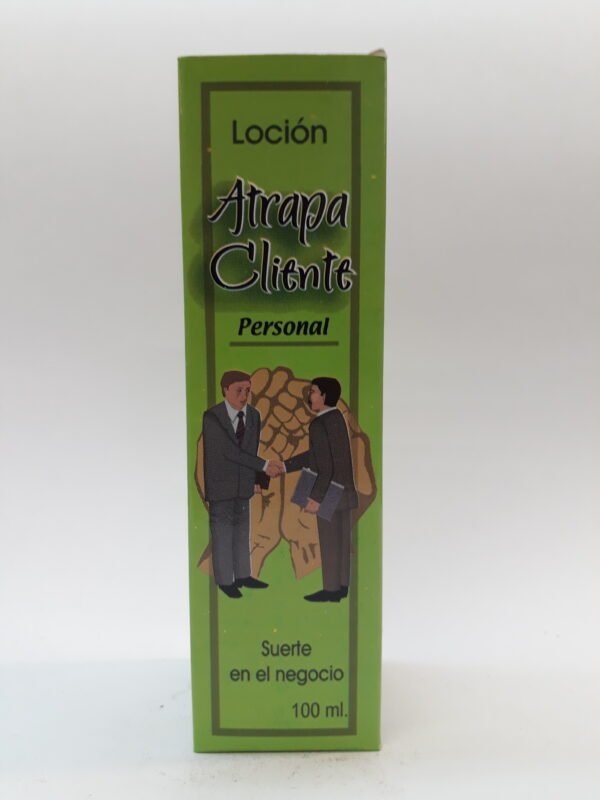 Loción
Atrapa
Cliente
Personal
Suerte
en el negocio
100 ml.